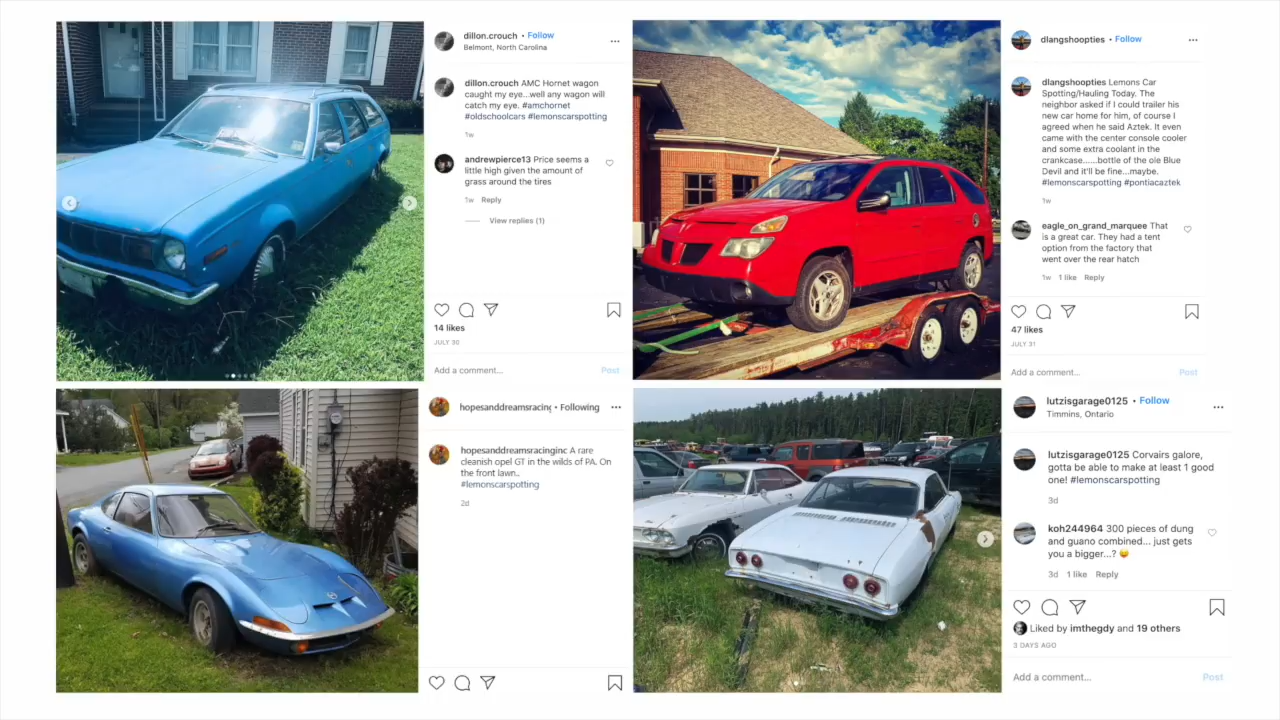 dillon.crouch • Follow
Belmont, North Carolina
dillon.crouch AMC Hornet wagon
caught my eye...well any wagon will
catch my eye. #amchornet
#oldschoolcars #lemonscarspotting
1w
andrewpierce13 Price seems a
little high given the amount of
grass around the tires
1w Reply
View replies (1)
14 likes
JULY 30
Add a comment... Post
dlangshoopties • Follow
dlangshoopties Lemons Car
Spotting/Hauling Today. The
neighbor asked if I could trailer his
new car home for him, of course I
agreed when he said Aztek. It even
came with the center console cooler
and some extra coolant in the
crankcase......bottle of the ole Blue
Devil and it'll be fine...maybe.
#lemonscarspotting #pontiacaztek
1w
eagle_on_grand_marquee That
is a great car. They had a tent
option from the factory that
went over the rear hatch
1w 1 like Reply
47 likes
JULY 31
Add a comment... Post
hopesanddreamsracing • Following
hopesanddreamsracinginc A rare
cleanish opel GT in the wilds of PA. On
the front lawn..
#lemonscarspotting
2d
lutzisgarage0125 • Follow
Timmins, Ontario
lutzisgarage0125 Corvairs galore,
gotta be able to make at least 1 good
one! #lemonscarspotting
3d
koh244964 300 pieces of dung
and guano combined... just gets
you a bigger...? 😄
3d 1 like Reply
Liked by imthegdy and 19 others
3 DAYS AGO
Add a comment... Post